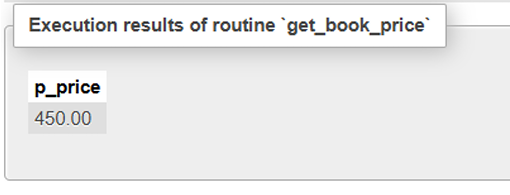 Execution results of routine `get_book_price`
p_price
450.00